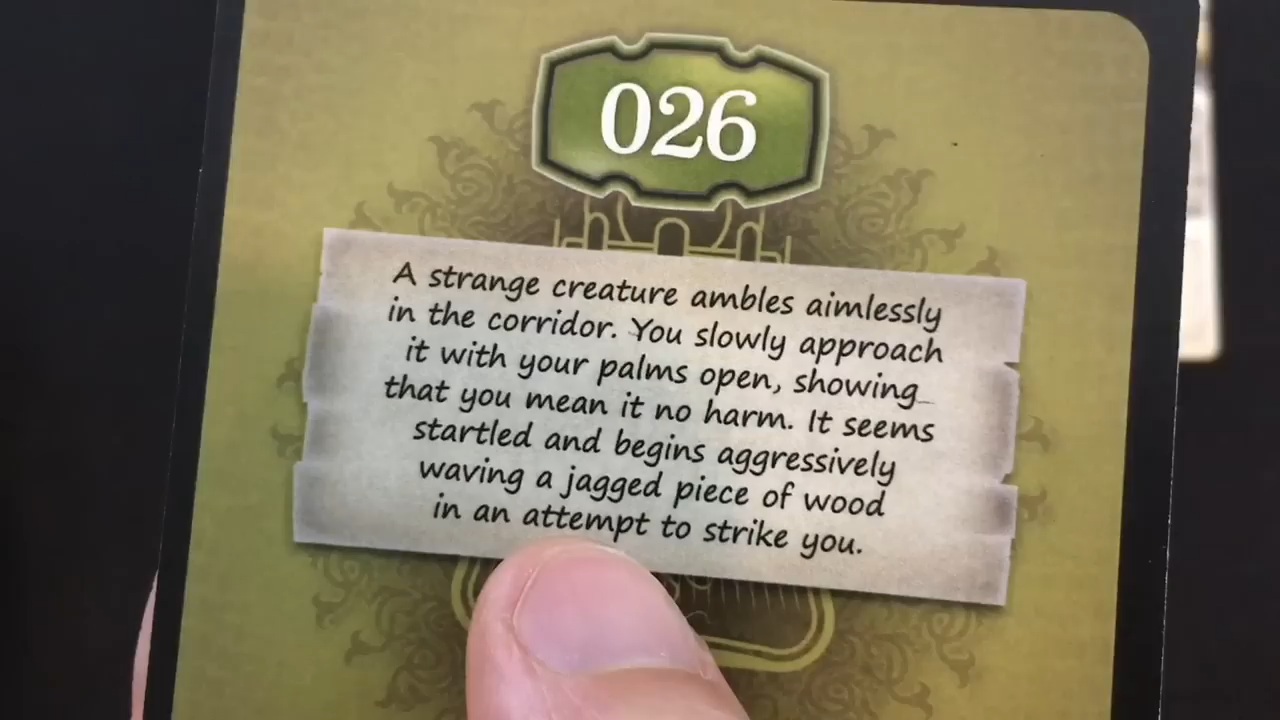 026
A strange creature ambles aimlessly
in the corridor. You slowly approach
it with your palms open, showing
that you mean it no harm. It seems
startled and begins aggressively
waving a jagged piece of wood
in an attempt to strike you.